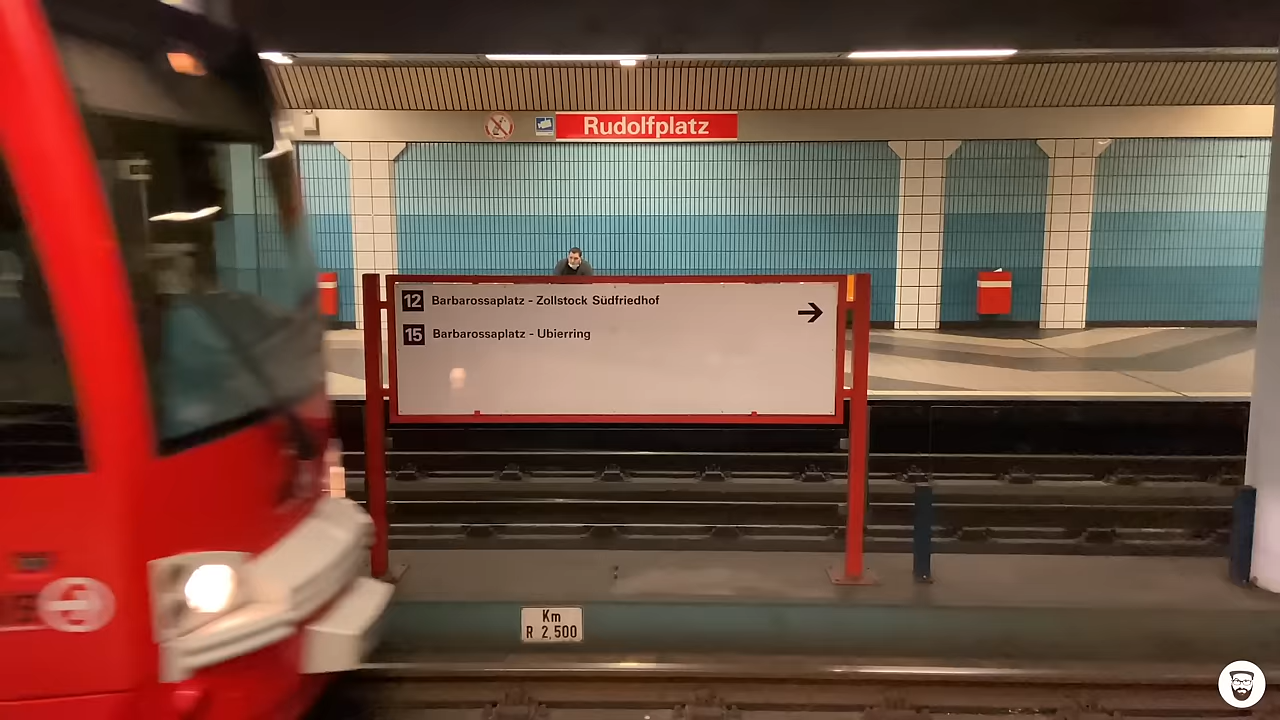 Rudolfplatz
12 Barbarossaplatz - Zollstock Südfriedhof
15 Barbarossaplatz - Ubierring
Km
R 2,500